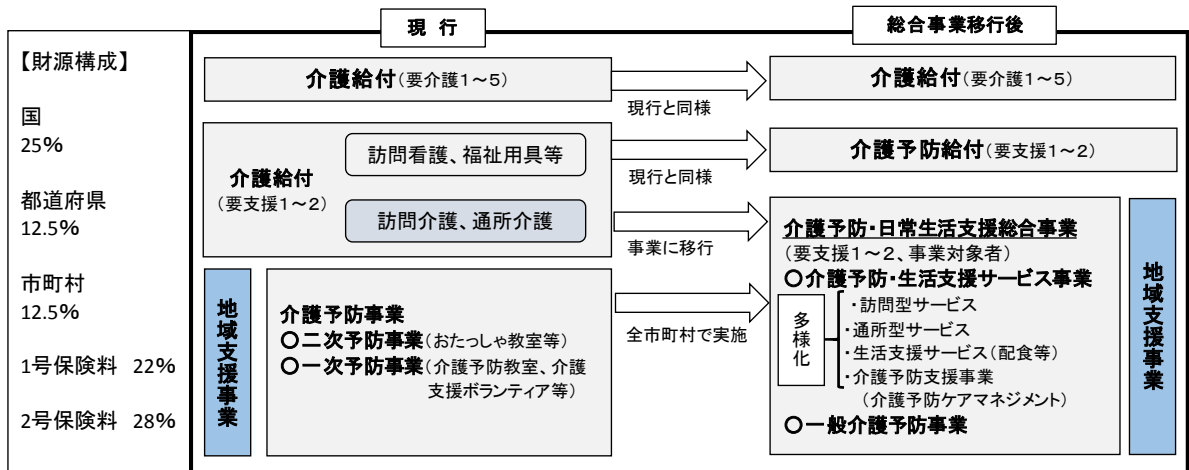 現 行
総合事業移行後
【財源構成】
国
25%
都道府県
12.5%
市町村
12.5%
1号保険料 22%
2号保険料 28%
介護給付(要介護1~5)
現行と同様
介護給付(要介護1~5)
介護給付
(要支援1~2)
訪問看護、福祉用具等
訪問介護、通所介護
現行と同様
介護予防給付(要支援1~2)
事業に移行
地域支援事業
介護予防事業
〇二次予防事業(おたっしゃ教室等)
〇一次予防事業(介護予防教室、介護
支援ボランティア等)
全市町村で実施
介護予防・日常生活支援総合事業
(要支援1~2、事業対象者)
〇介護予防・生活支援サービス事業
多様化
・訪問型サービス
・通所型サービス
・生活支援サービス(配食等)
・介護予防支援事業
(介護予防ケアマネジメント)
〇一般介護予防事業
地域支援事業